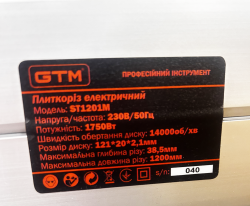 GTM
ПРОФЕСІЙНИЙ ІНСТРУМЕНТ
Плиткоріз електричний
Модель: ST1201M
Напруга/частота: 230В/50Гц
Потужність: 1750Вт
Швидкість обертання диску: 14000об/хв
Розмір диску: 121*20*2,1мм
Максимальна глибина різу: 38,5мм
Максимальна довжина різу: 1200мм
s/n: 040